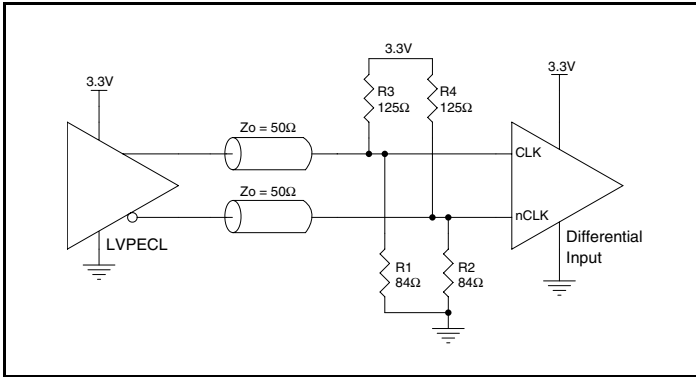 3.3V
3.3V
3.3V
R3
125Ω
R4
125Ω
Zo = 50Ω
CLK
Zo = 50Ω
nCLK
LVPECL
Differential
Input
R1
84Ω
R2
84Ω